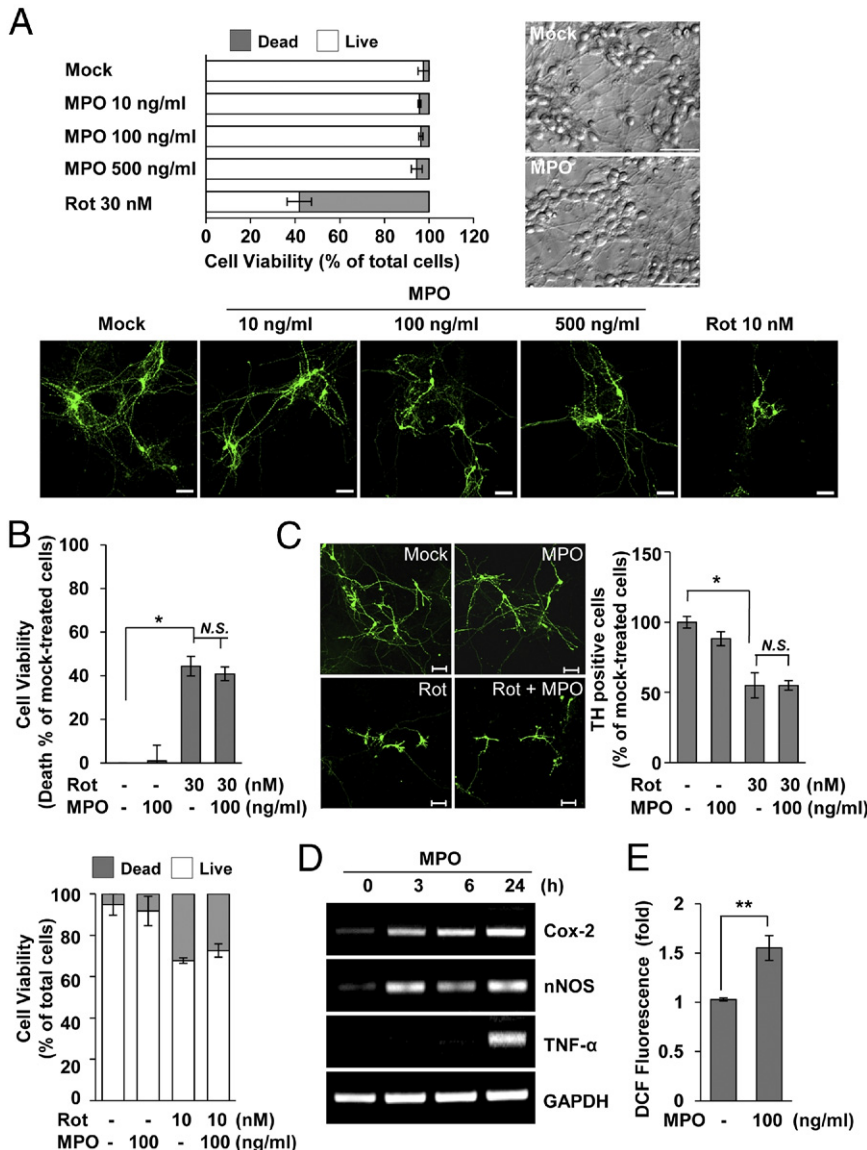 A
Dead Live
Mock
MPO 10 ng/ml
MPO 100 ng/ml
MPO 500 ng/ml
Rot 30 nM
0 20 40 60 80 100 120
Cell Viability (% of total cells)
Mock
MPO
MPO
Mock 10 ng/ml 100 ng/ml 500 ng/ml Rot 10 nM
B
Cell Viability
(Death % of mock-treated cells)
100
80
60
40
20
0
* N.S.
Rot - - 30 30 (nM)
MPO - 100 - 100 (ng/ml)
C
Mock MPO
Rot Rot + MPO
TH positive cells
(% of mock-treated cells)
150
100
50
0
* N.S.
- - 30 30 (nM)
MPO - 100 - 100 (ng/ml)
Dead Live
Cell Viability
(% of total cells)
100
80
60
40
20
0
Rot - - 10 10 (nM)
MPO - 100 - 100 (ng/ml)
D
MPO
0 3 6 24 (h)
Cox-2
nNOS
TNF-α
GAPDH
E
DCF Fluorescence (fold)
2
1.5
1
0.5
0
**
MPO - 100 (ng/ml)